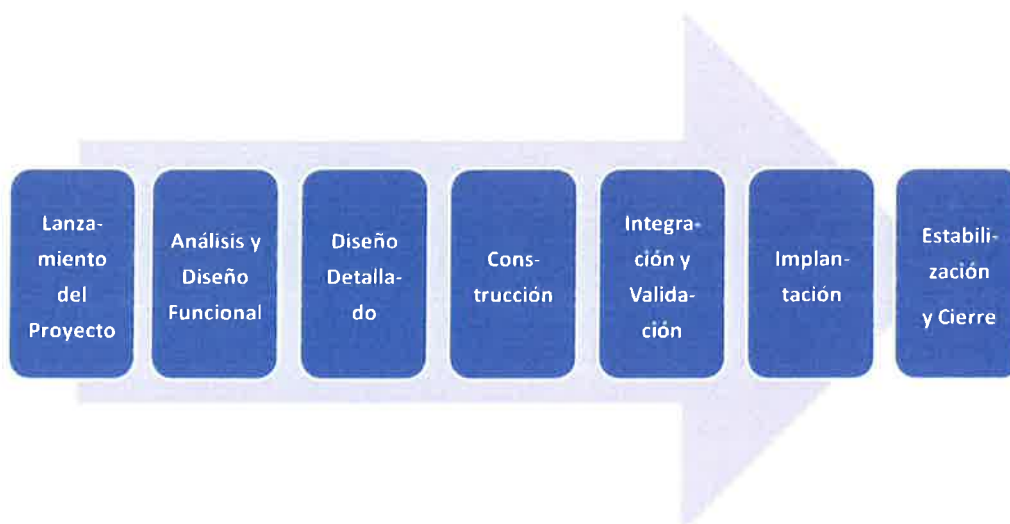 Lanza-
miento
del
Proyecto
Análisis y
Diseño
Funcional
Diseño
Detalla-
do
Cons-
trucción
Integra-
ción y
Valida-
ción
Implan-
tación
Estabili-
zación
y Cierre